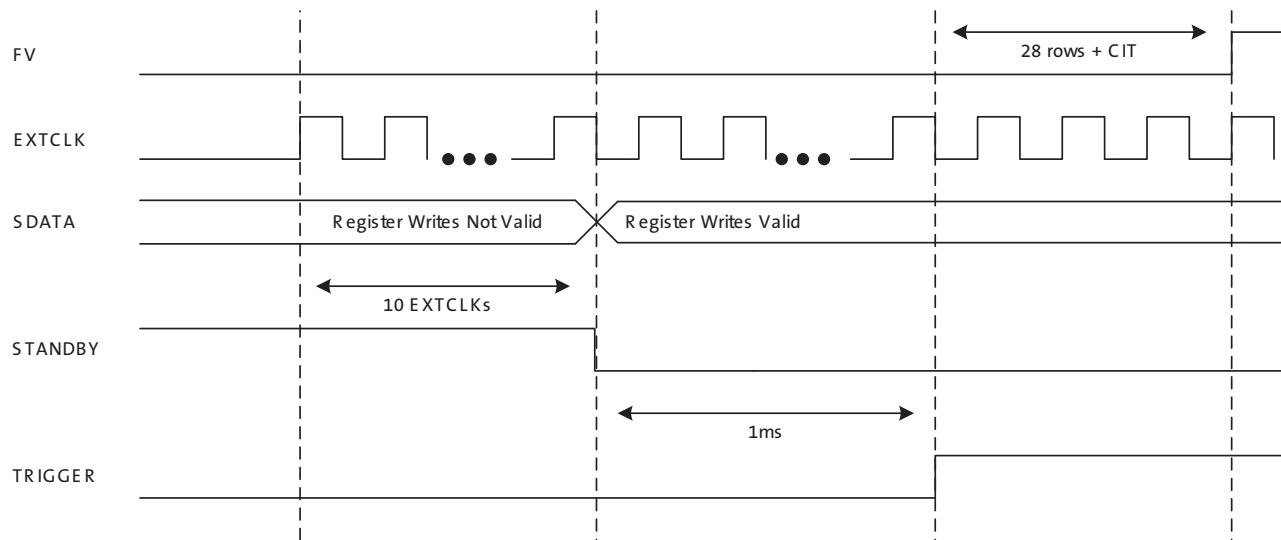 FV
28 rows + CIT
EXTCLK
SDATA
Register Writes Not Valid
Register Writes Valid
10 EXTCLKs
STANDBY
1ms
TRIGGER